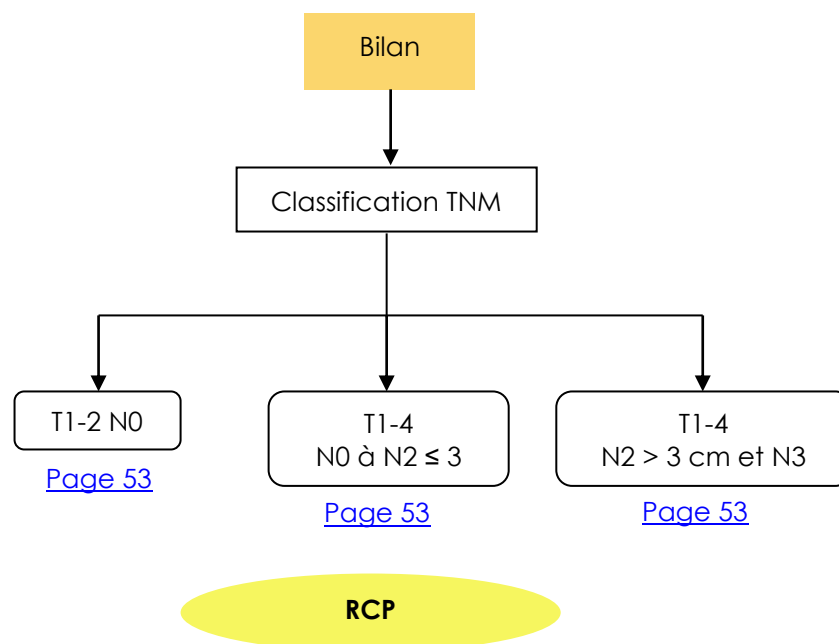 Bilan
Classification TNM
T1-2 N0
Page 53
T1-4
N0 à N2 ≤ 3
Page 53
T1-4
N2 > 3 cm et N3
Page 53
RCP